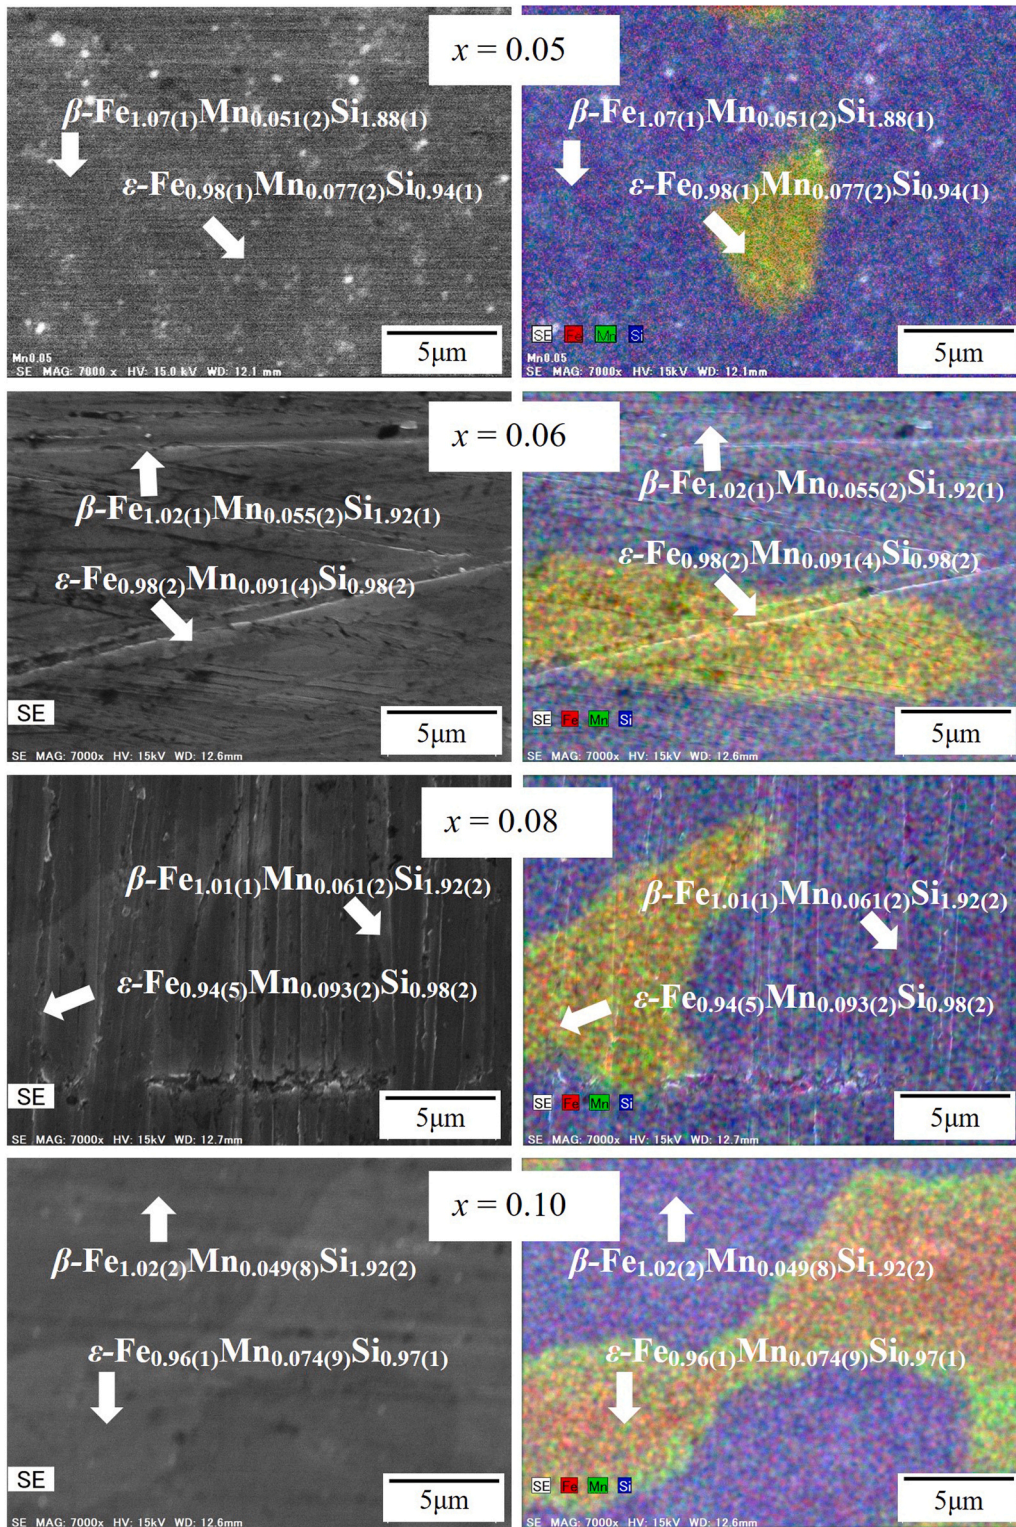 x = 0.05
β-Fe1.07(1)Mn0.051(2)Si1.88(1)
ε-Fe0.98(1)Mn0.077(2)Si0.94(1)
5μm
Mn0.05
SE MAG: 7000 x HV: 15.0 kV WD: 12.1 mm
β-Fe1.07(1)Mn0.051(2)Si1.88(1)
ε-Fe0.98(1)Mn0.077(2)Si0.94(1)
SE Fe Mn Si
5μm
Mn0.05
SE MAG: 7000x HV: 15kV WD: 12.1mm
x = 0.06
β-Fe1.02(1)Mn0.055(2)Si1.92(1)
ε-Fe0.98(2)Mn0.091(4)Si0.98(2)
SE
5μm
SE MAG: 7000x HV: 15kV WD: 12.6mm
β-Fe1.02(1)Mn0.055(2)Si1.92(1)
ε-Fe0.98(2)Mn0.091(4)Si0.98(2)
SE Fe Mn Si
5μm
SE MAG: 7000x HV: 15kV WD: 12.6mm
x = 0.08
β-Fe1.01(1)Mn0.061(2)Si1.92(2)
ε-Fe0.94(5)Mn0.093(2)Si0.98(2)
SE
5μm
SE MAG: 7000x HV: 15kV WD: 12.7mm
β-Fe1.01(1)Mn0.061(2)Si1.92(2)
ε-Fe0.94(5)Mn0.093(2)Si0.98(2)
SE Fe Mn Si
5μm
SE MAG: 7000x HV: 15kV WD: 12.7mm
x = 0.10
β-Fe1.02(2)Mn0.049(8)Si1.92(2)
ε-Fe0.96(1)Mn0.074(9)Si0.97(1)
SE
5μm
SE MAG: 7000x HV: 15kV WD: 12.6mm
β-Fe1.02(2)Mn0.049(8)Si1.92(2)
ε-Fe0.96(1)Mn0.074(9)Si0.97(1)
SE Fe Mn Si
5μm
SE MAG: 7000x HV: 15kV WD: 12.6mm